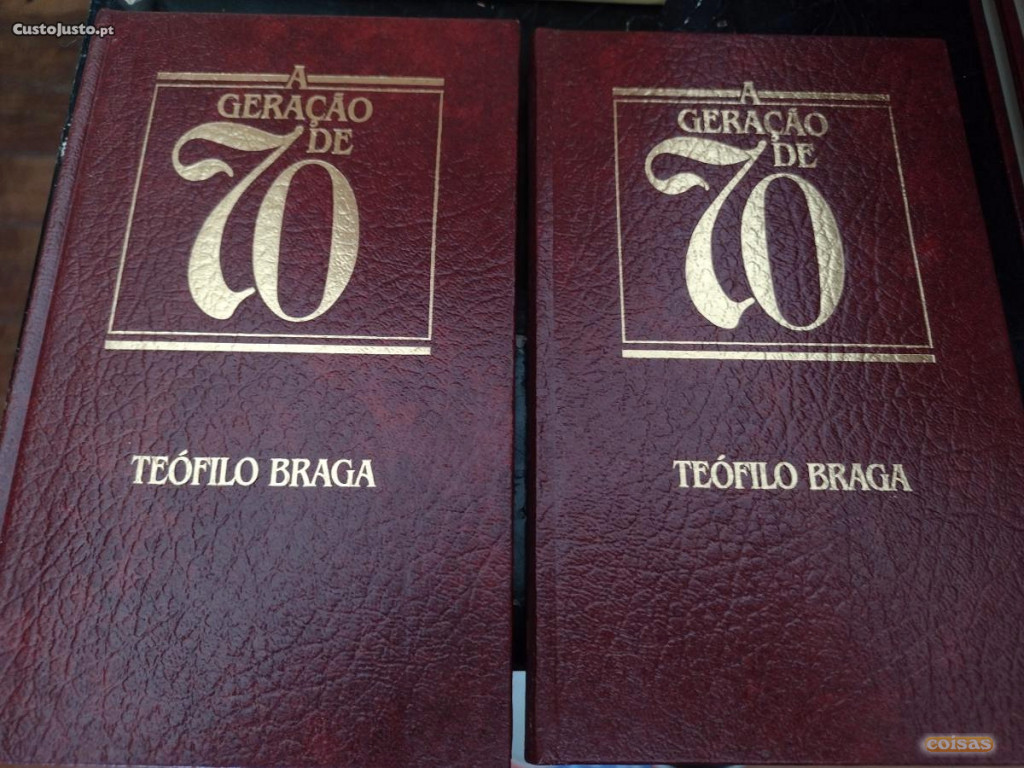 CustoJusto.pt
A
GERAÇÃO
DE
70
TEÓFILO BRAGA
A
GERAÇÃO
DE
70
TEÓFILO BRAGA
coisas